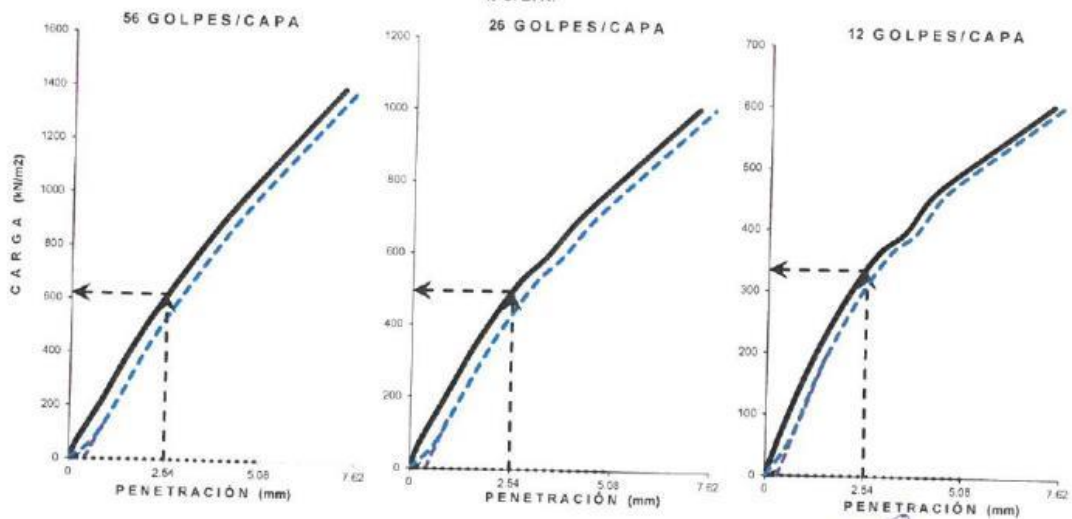 56 GOLPES/CAPA
CARGA (kN/m2)
1600
1400
1200
1000
800
600
400
200
0
0 2.54 5.08 7.62
PENETRACIÓN (mm)
26 GOLPES/CAPA
1200
1000
800
600
400
200
0
0 2.54 5.08 7.62
PENETRACIÓN (mm)
12 GOLPES/CAPA
700
600
500
400
300
200
100
0
0 2.54 5.08 7.62
PENETRACIÓN (mm)